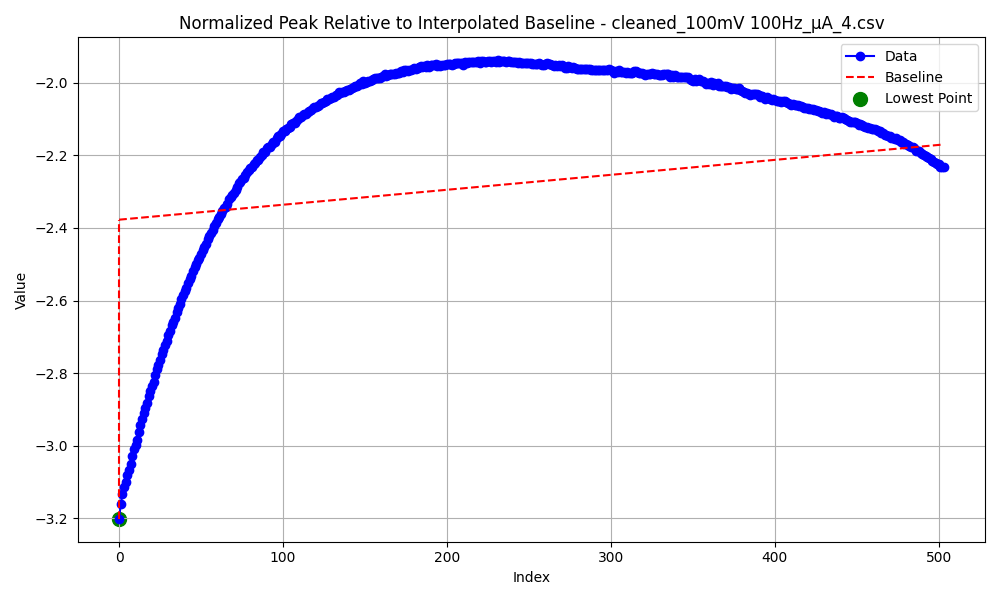 Normalized Peak Relative to Interpolated Baseline - cleaned_100mV 100Hz_μA_4.csv
Data
Baseline
Lowest Point
Value
−2.0
−2.2
−2.4
−2.6
−2.8
−3.0
−3.2
0
100
200
300
400
500
Index